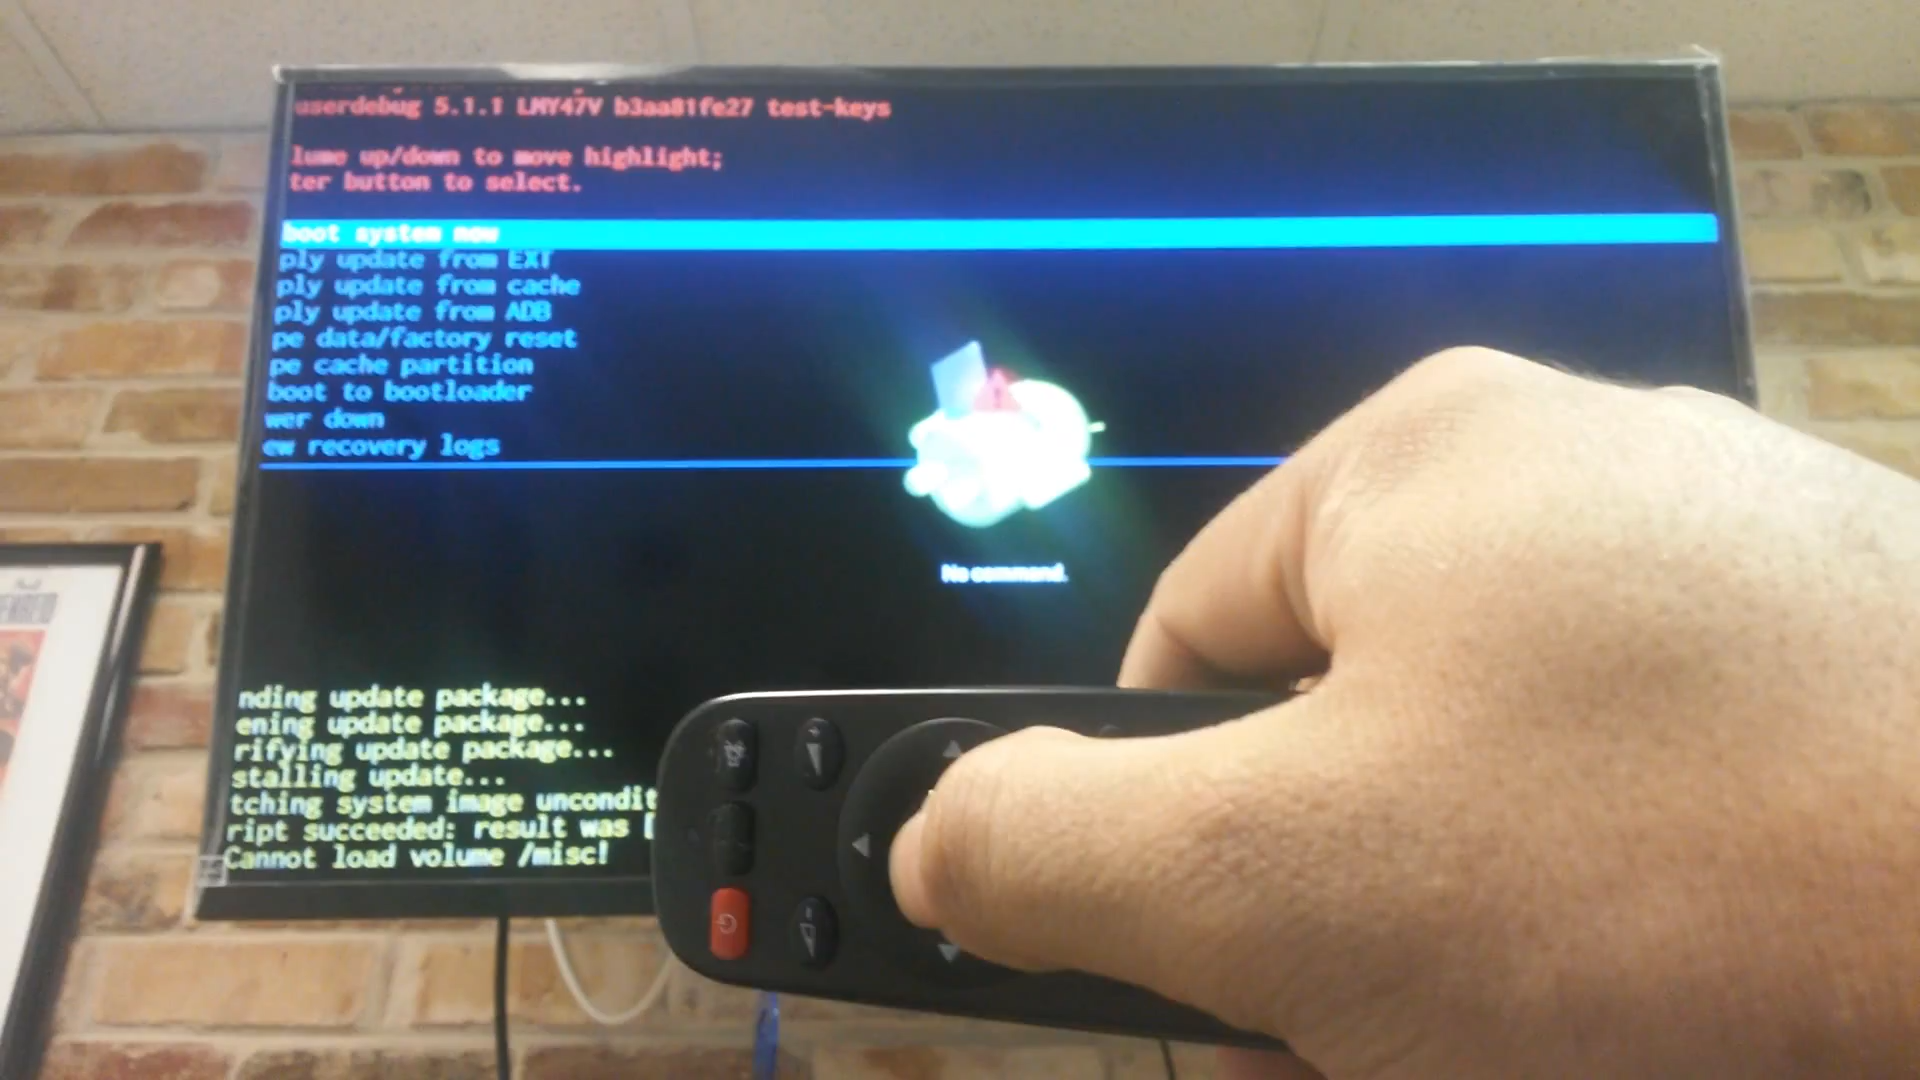 userdebug 5.1.1 LMY47V b3aa81fe27 test-keys
lume up/down to move highlight;
ter button to select.
boot system now
ply update from EXT
ply update from cache
ply update from ADB
pe data/factory reset
pe cache partition
boot to bootloader
wer down
ew recovery logs
No command.
nding update package...
ening update package...
rifying update package...
stalling update...
tching system image uncondit
ript succeeded: result was [
Cannot load volume /misc!